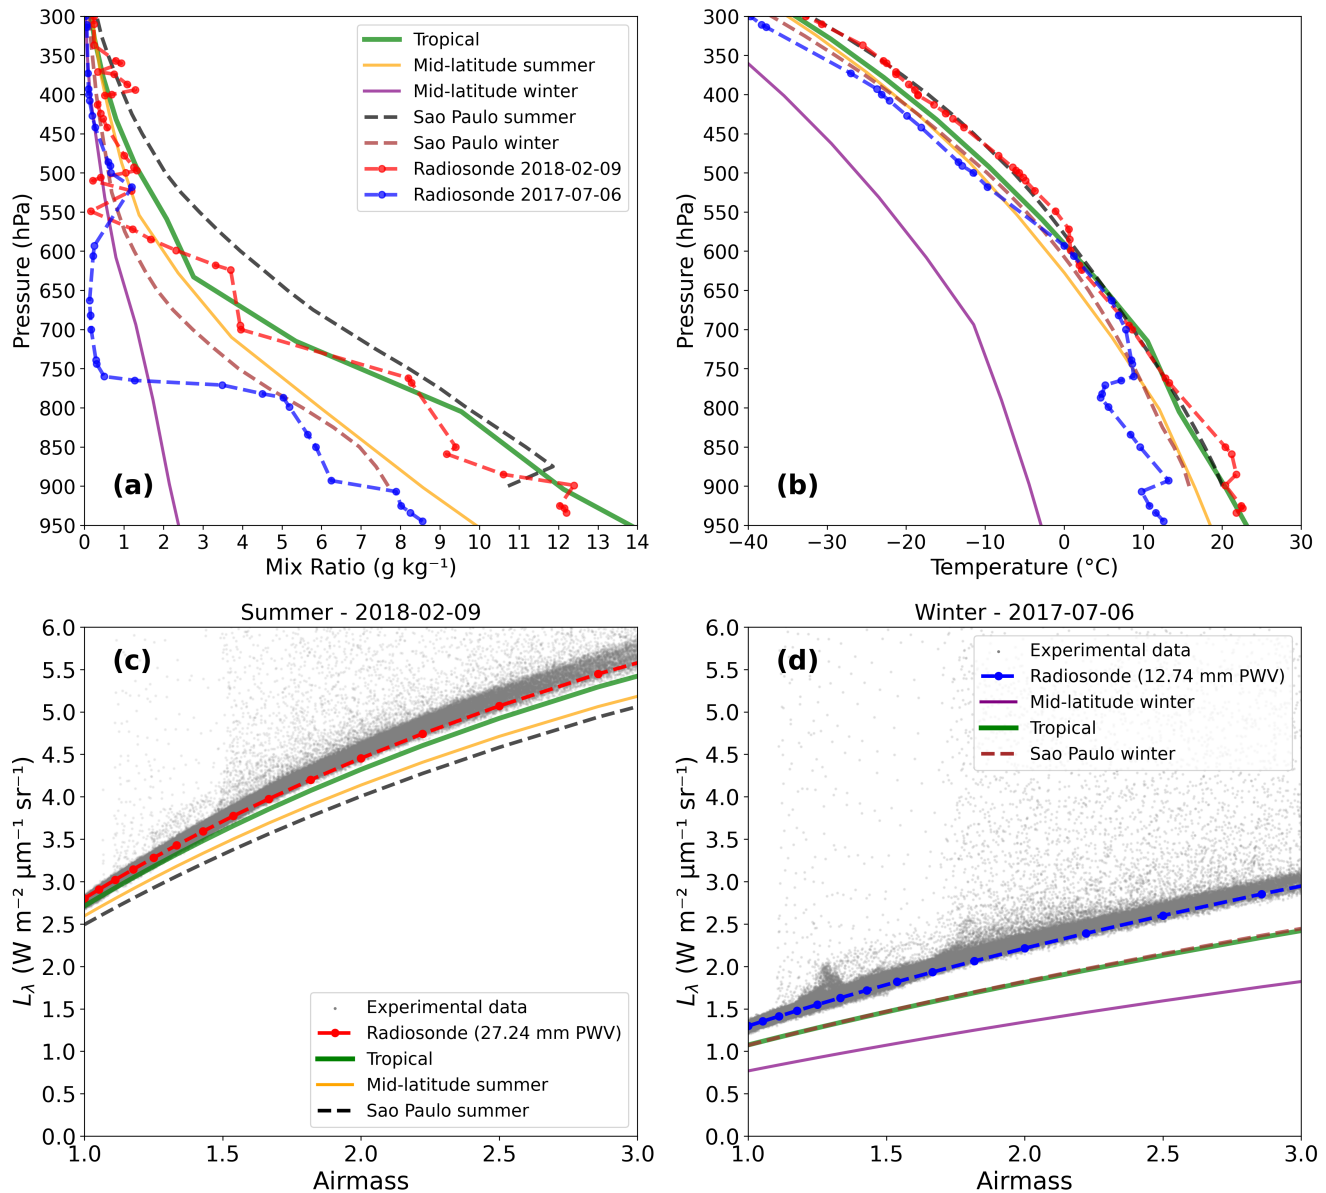 300
350
400
450
500
550
600
650
700
750
800
850
900
950
Pressure (hPa)
0 1 2 3 4 5 6 7 8 9 10 11 12 13 14
Mix Ratio (g kg⁻¹)
Tropical
Mid-latitude summer
Mid-latitude winter
Sao Paulo summer
Sao Paulo winter
Radiosonde 2018-02-09
Radiosonde 2017-07-06
(a)
300
350
400
450
500
550
600
650
700
750
800
850
900
950
Pressure (hPa)
−40 −30 −20 −10 0 10 20 30
Temperature (°C)
(b)
Summer - 2018-02-09
(c)
6.0
5.5
5.0
4.5
4.0
3.5
3.0
2.5
2.0
1.5
1.0
0.5
0.0
Lλ (W m⁻² μm⁻¹ sr⁻¹)
Experimental data
Radiosonde (27.24 mm PWV)
Tropical
Mid-latitude summer
Sao Paulo summer
1.0 1.5 2.0 2.5 3.0
Airmass
Winter - 2017-07-06
(d)
6.0
5.5
5.0
4.5
4.0
3.5
3.0
2.5
2.0
1.5
1.0
0.5
0.0
Lλ (W m⁻² μm⁻¹ sr⁻¹)
Experimental data
Radiosonde (12.74 mm PWV)
Mid-latitude winter
Tropical
Sao Paulo winter
1.0 1.5 2.0 2.5 3.0
Airmass